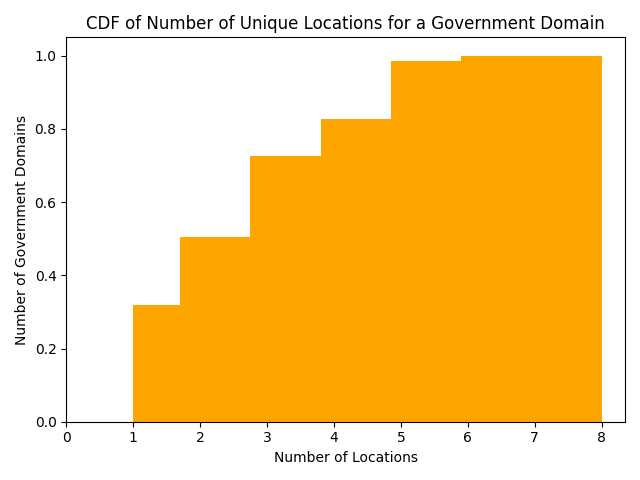 CDF of Number of Unique Locations for a Government Domain
1.0
0.8
0.6
0.4
0.2
0.0
Number of Government Domains
0 1 2 3 4 5 6 7 8
Number of Locations